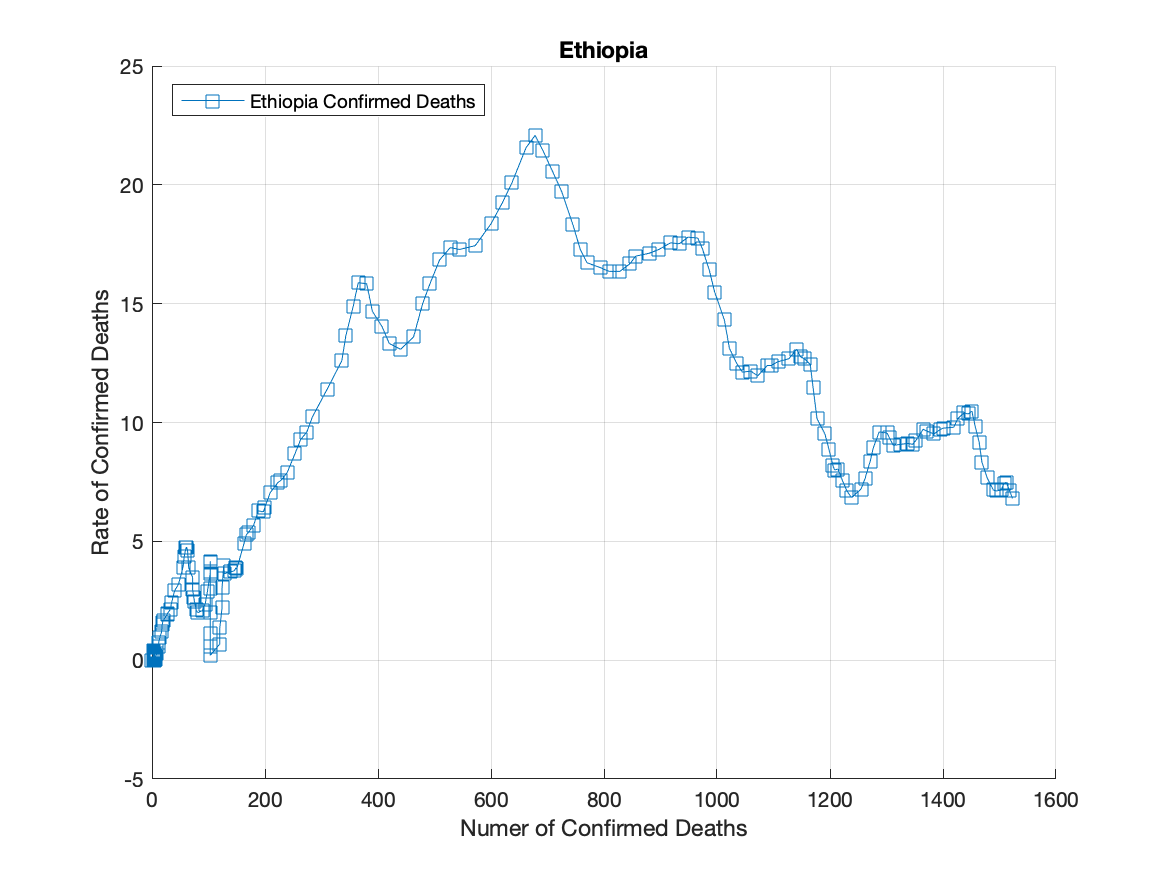 Ethiopia
25
Ethiopia Confirmed Deaths
20
15
10
5
0
-5
Rate of Confirmed Deaths
0 200 400 600 800 1000 1200 1400 1600
Numer of Confirmed Deaths